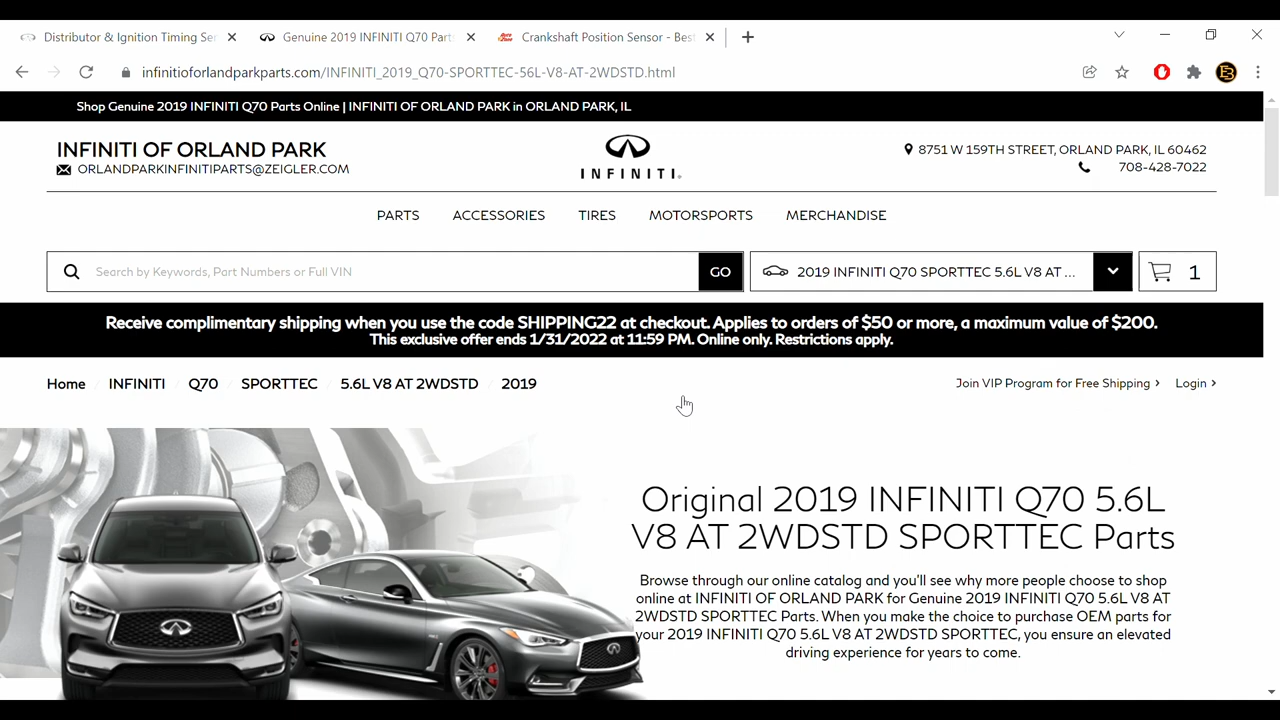 Distributor & Ignition Timing Ser
Genuine 2019 INFINITI Q70 Parts
Crankshaft Position Sensor - Best
infinitioforlandparkparts.com/INFINITI_2019_Q70-SPORTTEC-56L-V8-AT-2WDSTD.html
Shop Genuine 2019 INFINITI Q70 Parts Online | INFINITI OF ORLAND PARK in ORLAND PARK, IL
INFINITI OF ORLAND PARK
ORLANDPARKINFINITIPARTS@ZEIGLER.COM
INFINITI®
8751 W 159TH STREET, ORLAND PARK, IL 60462
708-428-7022
PARTS ACCESSORIES TIRES MOTORSPORTS MERCHANDISE
Search by Keywords, Part Numbers or Full VIN GO 2019 INFINITI Q70 SPORTTEC 5.6L V8 AT ... 1
Receive complimentary shipping when you use the code SHIPPING22 at checkout. Applies to orders of $50 or more, a maximum value of $200.
This exclusive offer ends 1/31/2022 at 11:59 PM. Online only. Restrictions apply.
Home / INFINITI / Q70 / SPORTTEC / 5.6L V8 AT 2WDSTD / 2019
Join VIP Program for Free Shipping > Login >
Original 2019 INFINITI Q70 5.6L
V8 AT 2WDSTD SPORTTEC Parts
Browse through our online catalog and you'll see why more people choose to shop
online at INFINITI OF ORLAND PARK for Genuine 2019 INFINITI Q70 5.6L V8 AT
2WDSTD SPORTTEC Parts. When you make the choice to purchase OEM parts for
your 2019 INFINITI Q70 5.6L V8 AT 2WDSTD SPORTTEC, you ensure an elevated
driving experience for years to come.